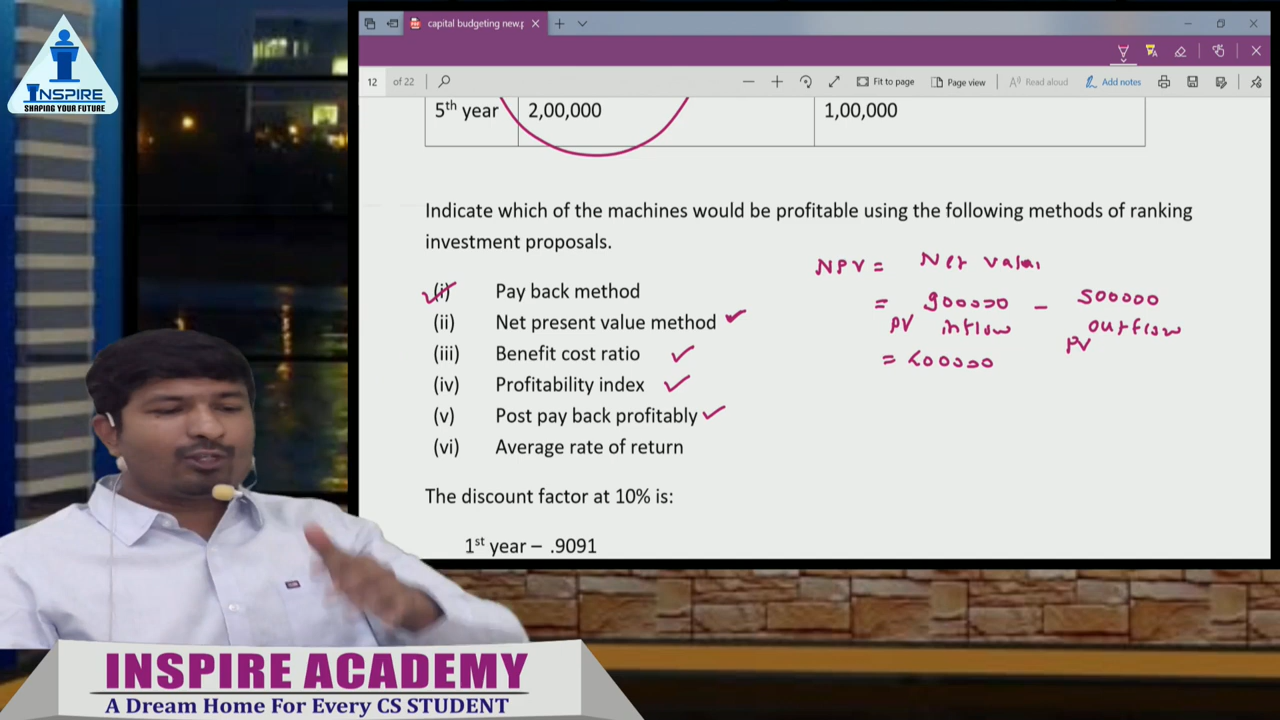 INSPIRE
SHAPING YOUR FUTURE
capital budgeting new.p
12 of 22
Fit to page
Page view
Read aloud
Add notes
5th year 2,00,000 1,00,000
Indicate which of the machines would be profitable using the following methods of ranking
investment proposals.
(i) Pay back method
(ii) Net present value method
(iii) Benefit cost ratio
(iv) Profitability index
(v) Post pay back profitably
(vi) Average rate of return
The discount factor at 10% is:
1st year – .9091
NPV = Net value
= 900000 - 500000
PV inflow PV outflow
= 400000
INSPIRE ACADEMY
A Dream Home For Every CS STUDENT